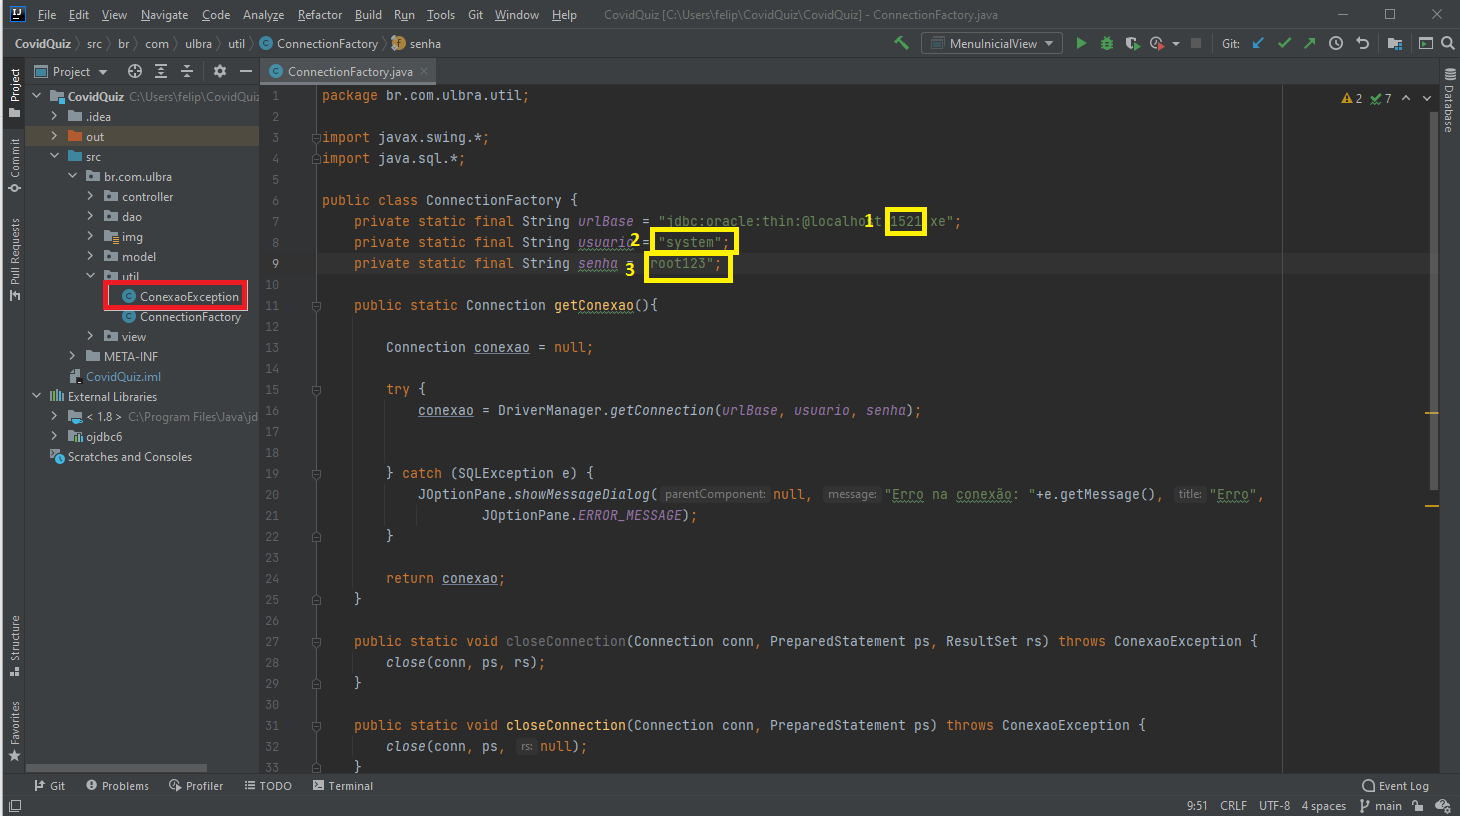 File Edit View Navigate Code Analyze Refactor Build Run Tools Git Window Help CovidQuiz [C:\Users\felip\CovidQuiz\CovidQuiz] - ConnectionFactory.java
CovidQuiz src br com ulbra util ConnectionFactory senha MenuInicialView Git:
Project
ConnectionFactory.java
Project
Commit
Pull Requests
Structure
Favorites
Database
CovidQuiz C:\Users\felip\CovidQuiz
.idea
out
src
br.com.ulbra
controller
dao
img
model
util
ConexaoException
ConnectionFactory
view
META-INF
CovidQuiz.iml
External Libraries
< 1.8 > C:\Program Files\Java\jd
ojdbc6
Scratches and Consoles
2 7
1 package br.com.ulbra.util;
2
3 import javax.swing.*;
4 import java.sql.*;
5
6 public class ConnectionFactory {
7 private static final String urlBase = "jdbc:oracle:thin:@localhost 1 1521 xe";
8 private static final String usuario 2 = "system";
9 private static final String senha = 3 root123";
10
11 public static Connection getConexao(){
12
13 Connection conexao = null;
14
15 try {
16 conexao = DriverManager.getConnection(urlBase, usuario, senha);
17
18
19 } catch (SQLException e) {
20 JOptionPane.showMessageDialog( parentComponent: null, message: "Erro na conexão: "+e.getMessage(), title: "Erro",
21 JOptionPane.ERROR_MESSAGE);
22 }
23
24 return conexao;
25 }
26
27 public static void closeConnection(Connection conn, PreparedStatement ps, ResultSet rs) throws ConexaoException {
28 close(conn, ps, rs);
29 }
30
31 public static void closeConnection(Connection conn, PreparedStatement ps) throws ConexaoException {
32 close(conn, ps, rs: null);
33 }
Git Problems Profiler TODO Terminal Event Log
9:51 CRLF UTF-8 4 spaces main